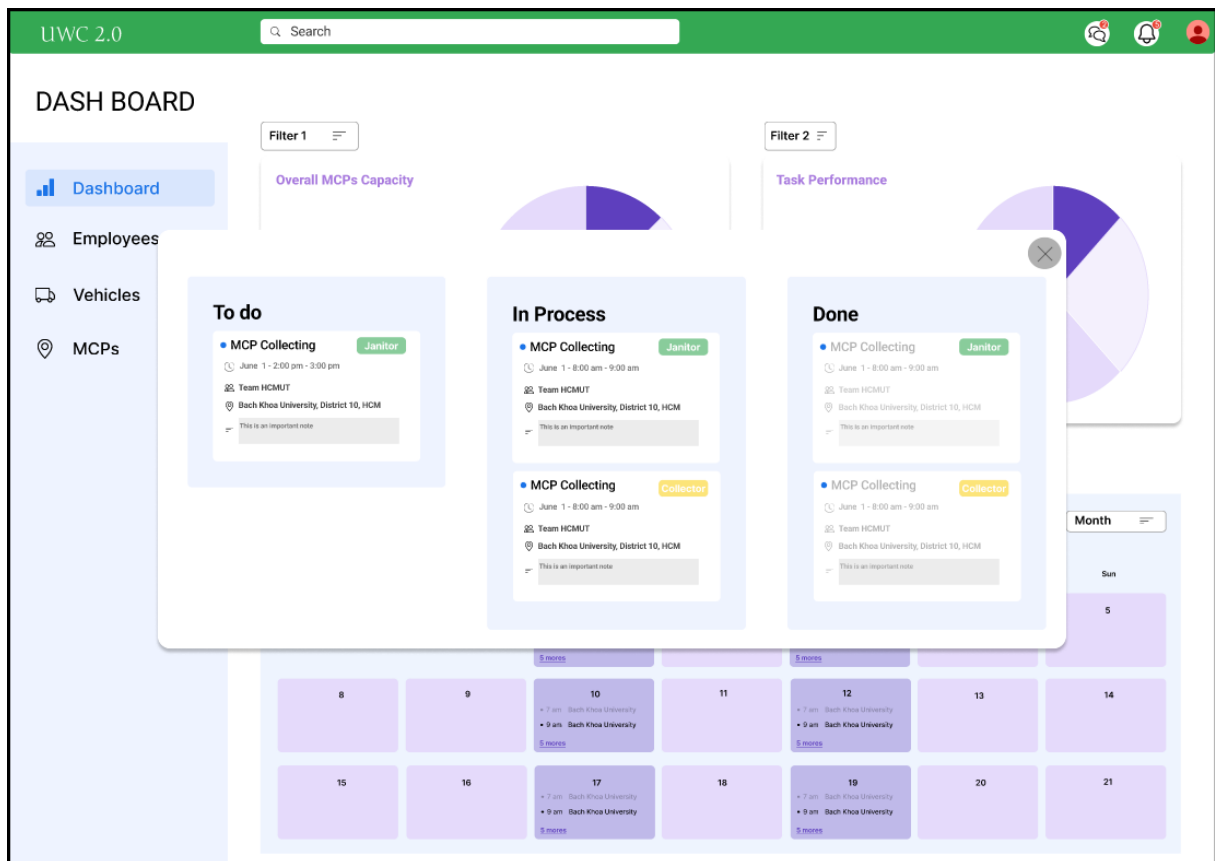 UWC 2.0
Search
2
5
DASH BOARD
Filter 1
Filter 2
Dashboard
Employees
Vehicles
MCPs
Overall MCPs Capacity
Task Performance
To do
MCP Collecting
Janitor
June 1 - 2:00 pm - 3:00 pm
Team HCMUT
Bach Khoa University, District 10, HCM
This is an important note
In Process
MCP Collecting
Janitor
June 1 - 8:00 am - 9:00 am
Team HCMUT
Bach Khoa University, District 10, HCM
This is an important note
MCP Collecting
Collector
June 1 - 8:00 am - 9:00 am
Team HCMUT
Bach Khoa University, District 10, HCM
This is an important note
Done
MCP Collecting
Janitor
June 1 - 8:00 am - 9:00 am
Team HCMUT
Bach Khoa University, District 10, HCM
This is an important note
MCP Collecting
Collector
June 1 - 8:00 am - 9:00 am
Team HCMUT
Bach Khoa University, District 10, HCM
This is an important note
Month
Sun
5
5 mores
5 mores
8
9
10
• 7 am Bach Khoa University
• 9 am Bach Khoa University
5 mores
11
12
• 7 am Bach Khoa University
• 9 am Bach Khoa University
5 mores
13
14
15
16
17
• 7 am Bach Khoa University
• 9 am Bach Khoa University
5 mores
18
19
• 7 am Bach Khoa University
• 9 am Bach Khoa University
5 mores
20
21